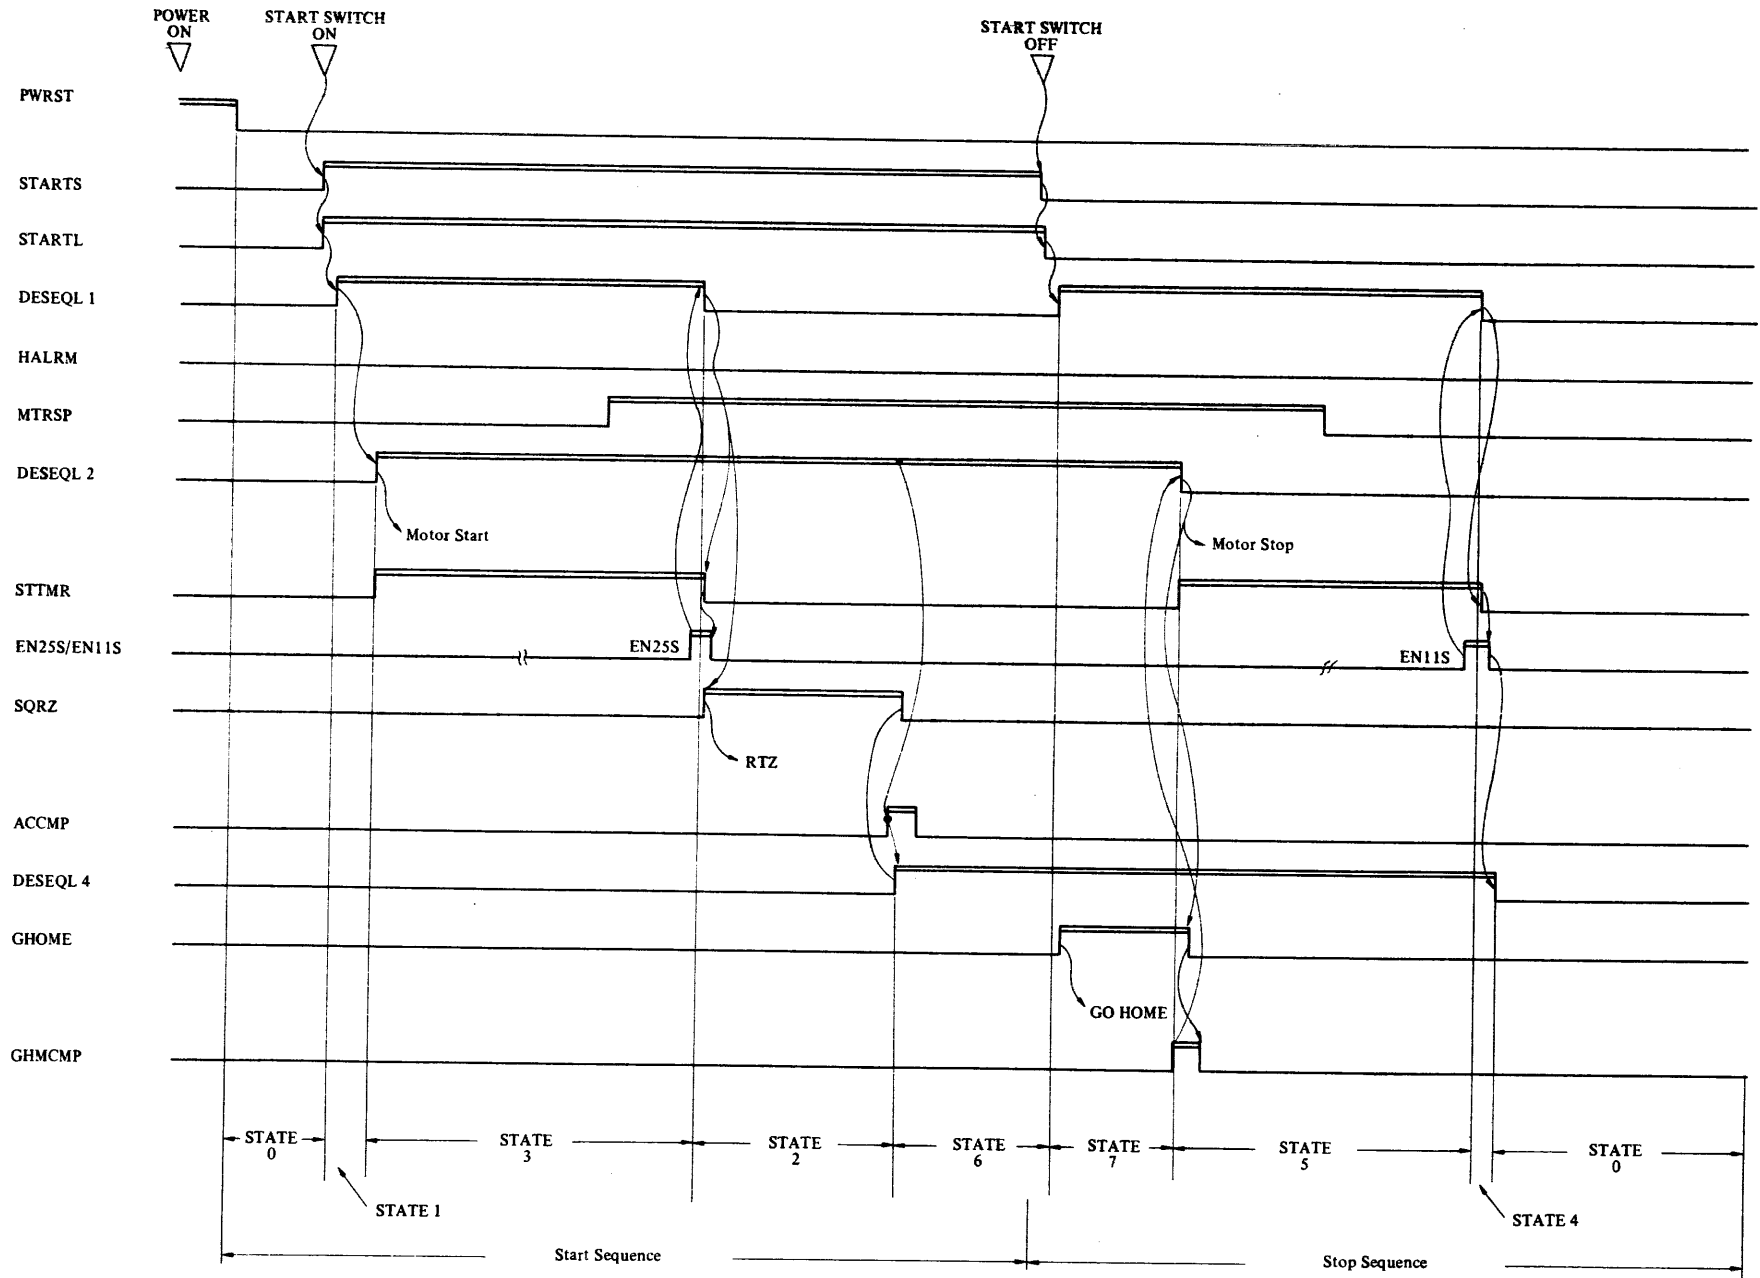 POWER
ON
START SWITCH
ON
START SWITCH
OFF
PWRST
STARTS
STARTL
DESEQL 1
HALRM
MTRSP
DESEQL 2
Motor Start
Motor Stop
STTMR
EN25S/EN11S
EN25S
EN11S
SQRZ
RTZ
ACCMP
DESEQL 4
GHOME
GO HOME
GHMCMP
STATE
0
STATE
3
STATE
2
STATE
6
STATE
7
STATE
5
STATE
0
STATE 1
STATE 4
Start Sequence
Stop Sequence